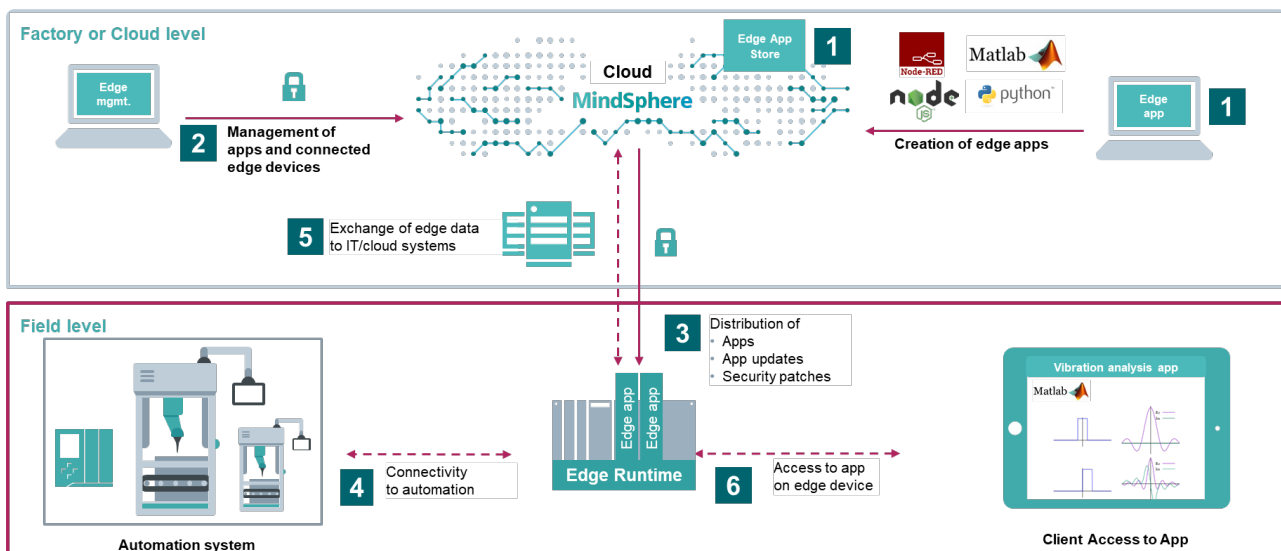 Factory or Cloud level
Edge
mgmt.
2
Management of
apps and connected
edge devices
Cloud
MindSphere
Edge App
Store
1
Node-RED
Matlab
node
JS
python™
Edge
app
1
Creation of edge apps
5
Exchange of edge data
to IT/cloud systems
Field level
3
Distribution of
• Apps
• App updates
• Security patches
Edge app
Edge app
Edge Runtime
4
Connectivity
to automation
6
Access to app
on edge device
Vibration analysis app
Matlab
Automation system
Client Access to App